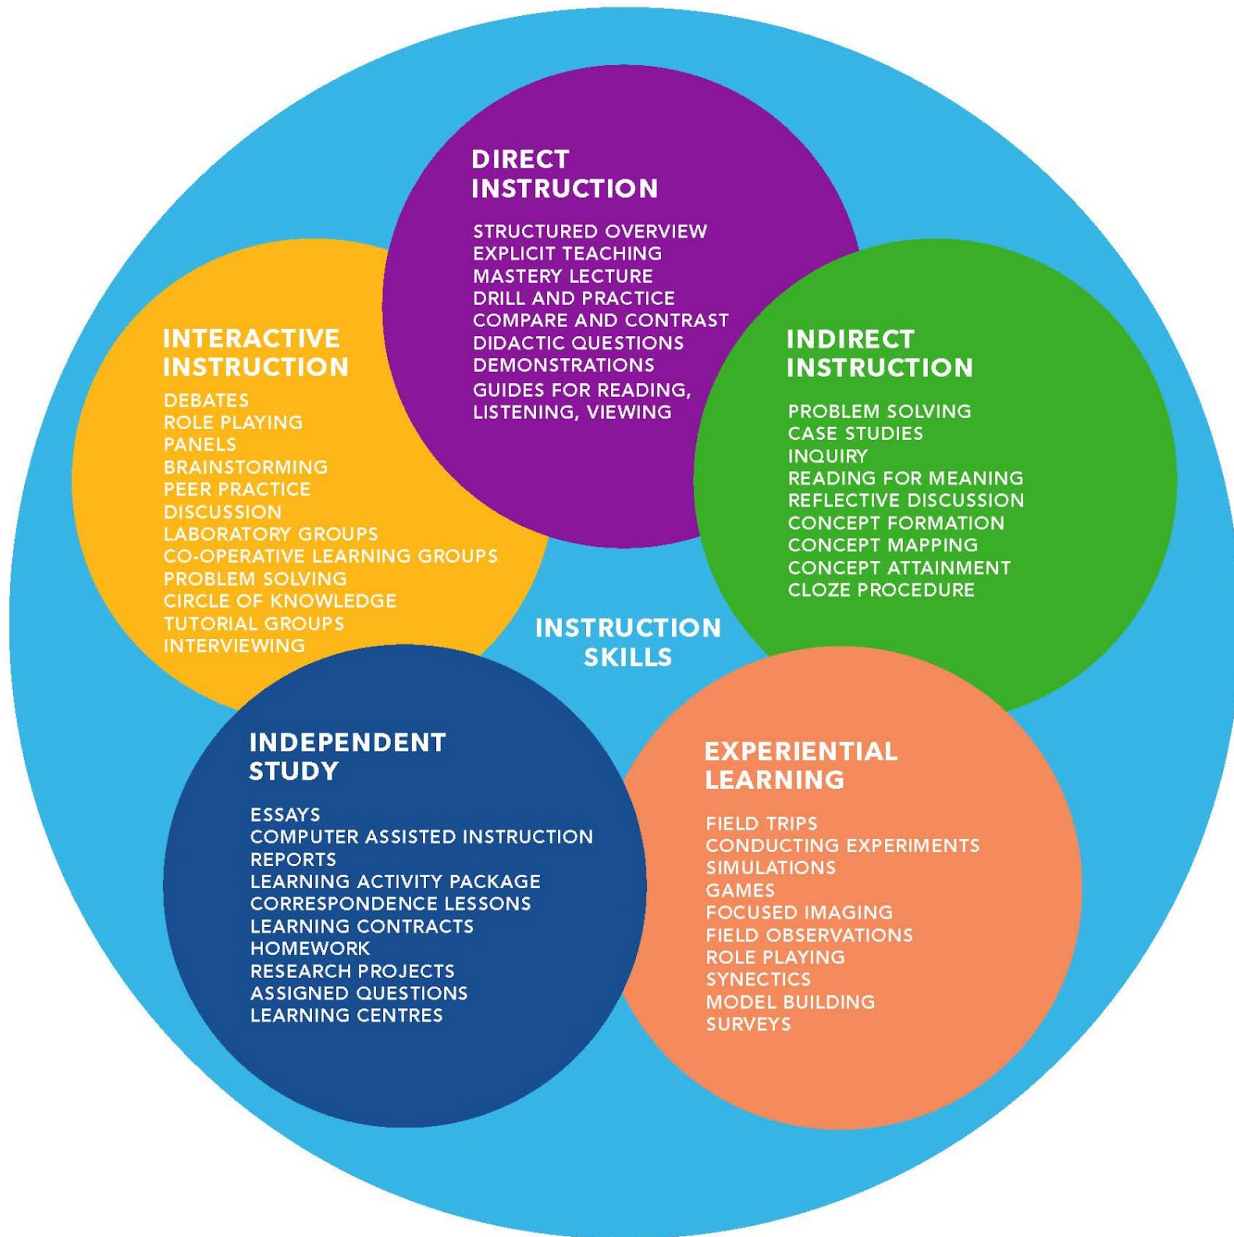 DIRECT
INSTRUCTION
STRUCTURED OVERVIEW
EXPLICIT TEACHING
MASTERY LECTURE
DRILL AND PRACTICE
COMPARE AND CONTRAST
DIDACTIC QUESTIONS
DEMONSTRATIONS
GUIDES FOR READING,
LISTENING, VIEWING
INTERACTIVE
INSTRUCTION
DEBATES
ROLE PLAYING
PANELS
BRAINSTORMING
PEER PRACTICE
DISCUSSION
LABORATORY GROUPS
CO-OPERATIVE LEARNING GROUPS
PROBLEM SOLVING
CIRCLE OF KNOWLEDGE
TUTORIAL GROUPS
INTERVIEWING
INDIRECT
INSTRUCTION
PROBLEM SOLVING
CASE STUDIES
INQUIRY
READING FOR MEANING
REFLECTIVE DISCUSSION
CONCEPT FORMATION
CONCEPT MAPPING
CONCEPT ATTAINMENT
CLOZE PROCEDURE
INSTRUCTION
SKILLS
INDEPENDENT
STUDY
ESSAYS
COMPUTER ASSISTED INSTRUCTION
REPORTS
LEARNING ACTIVITY PACKAGE
CORRESPONDENCE LESSONS
LEARNING CONTRACTS
HOMEWORK
RESEARCH PROJECTS
ASSIGNED QUESTIONS
LEARNING CENTRES
EXPERIENTIAL
LEARNING
FIELD TRIPS
CONDUCTING EXPERIMENTS
SIMULATIONS
GAMES
FOCUSED IMAGING
FIELD OBSERVATIONS
ROLE PLAYING
SYNECTICS
MODEL BUILDING
SURVEYS